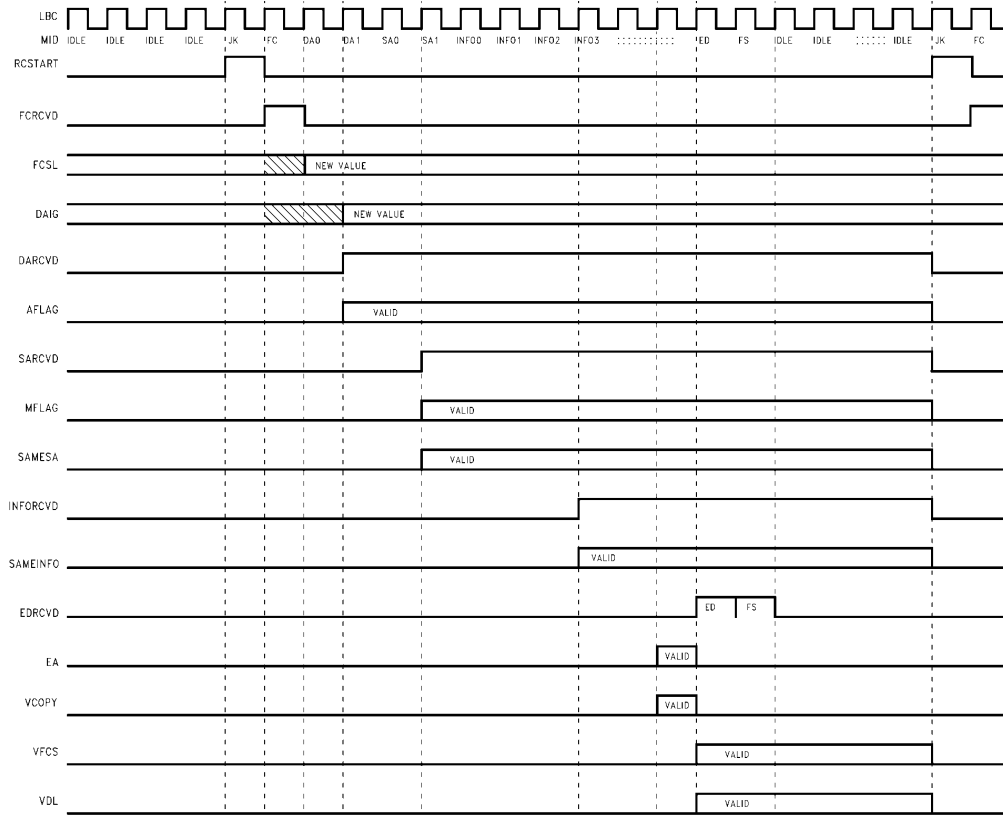 LBC
MID IDLE IDLE IDLE IDLE JK FC DA0 DA1 SA0 SA1 INFO0 INFO1 INFO2 INFO3 ED FS IDLE IDLE IDLE JK FC
RCSTART
FCRCVD
FCSL NEW VALUE
DAIG NEW VALUE
DARCVD
AFLAG VALID
SARCVD
MFLAG VALID
SAMESA VALID
INFORCVD
SAMEINFO VALID
EDRCVD ED FS
EA VALID
VCOPY VALID
VFCS VALID
VDL VALID